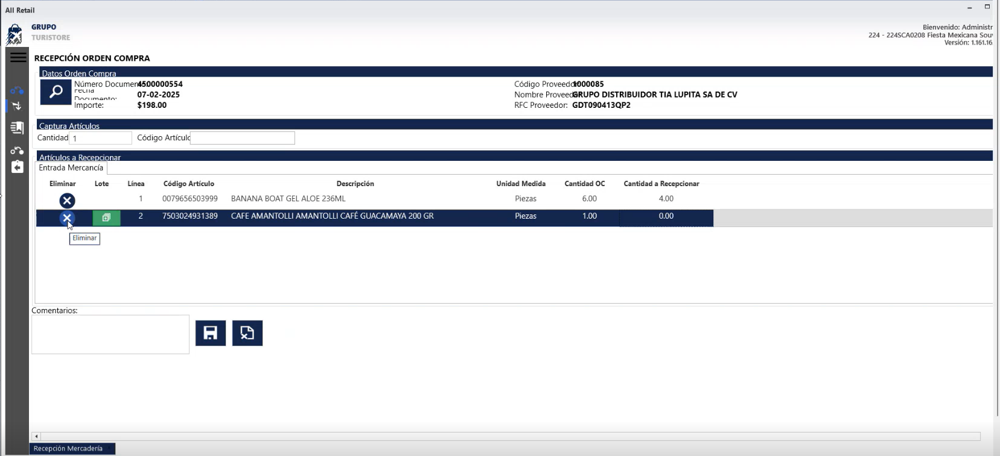 All Retail
GRUPO
TURISTORE
Bienvenido: Administr
224 - 224SCA0208 Fiesta Mexicana Sou
Versión: 1.161.16
RECEPCIÓN ORDEN COMPRA
Datos Orden Compra
Número Documen 4500000554
Código Proveedor 1000085
Fecha
Documento: 07-02-2025
Nombre Proveed GRUPO DISTRIBUIDOR TIA LUPITA SA DE CV
Importe: $198.00
RFC Proveedor: GDT090413QP2
Captura Artículos
Cantidad 1 Código Artículo
Artículos a Recepcionar
Entrada Mercancía
Eliminar Lote Línea Código Artículo Descripción Unidad Medida Cantidad OC Cantidad a Recepcionar
1 0079656503999 BANANA BOAT GEL ALOE 236ML Piezas 6.00 4.00
2 7503024931389 CAFE AMANTOLLI AMANTOLLI CAFÉ GUACAMAYA 200 GR Piezas 1.00 0.00
Eliminar
Comentarios:
Recepción Mercadería